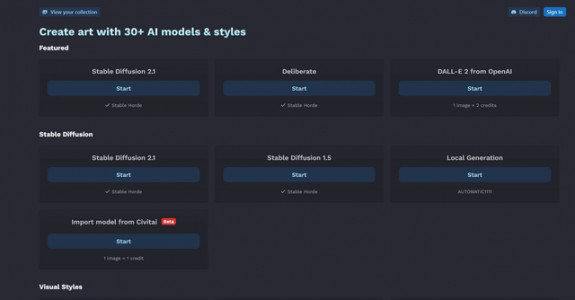 View your collection
Discord
Sign in
Create art with 30+ AI models & styles
Featured
Stable Diffusion 2.1
Deliberate
DALL-E 2 from OpenAI
Start
Start
Start
Stable Horde
Stable Horde
1 image = 2 credits
Stable Diffusion
Stable Diffusion 2.1
Stable Diffusion 1.5
Local Generation
Start
Start
Start
Stable Horde
Stable Horde
AUTOMATIC1111
Import model from Civitai Beta
Start
1 image = 1 credit
Visual Styles